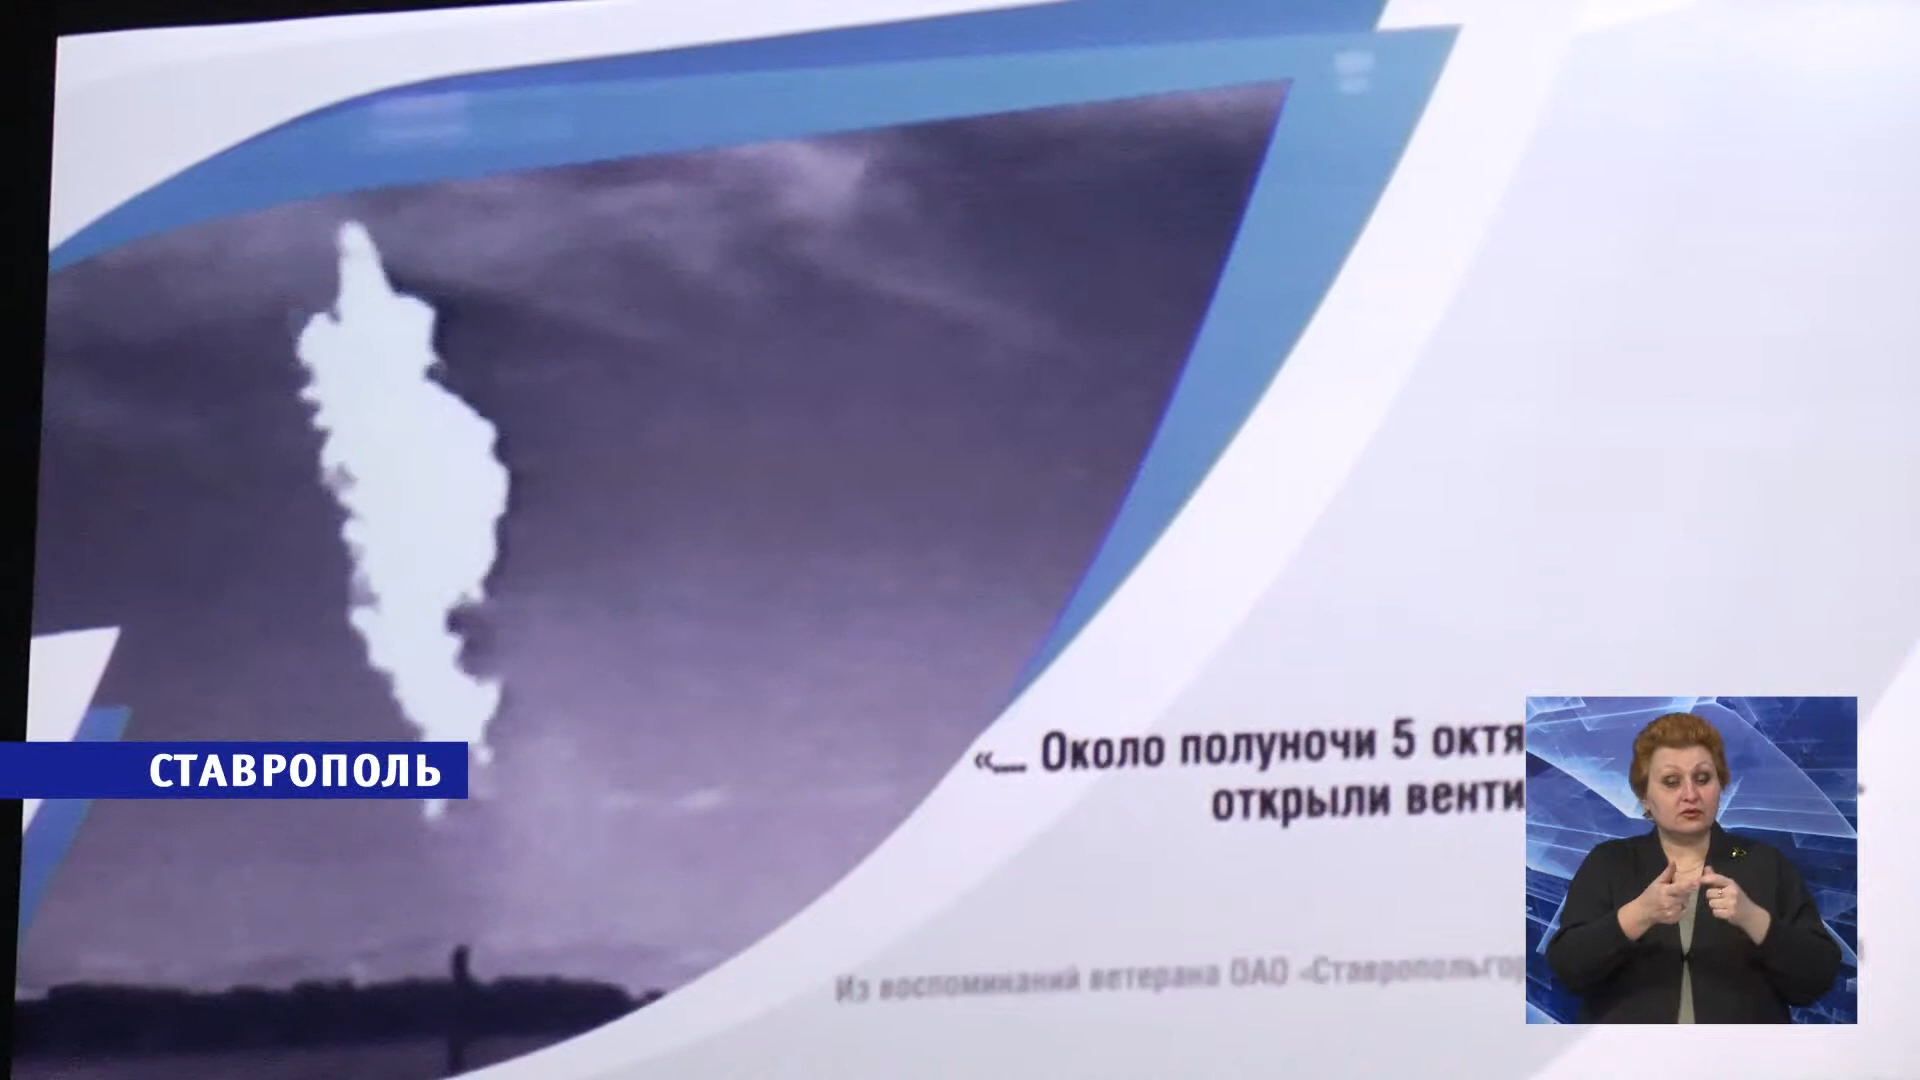 «... Около полуночи 5 октя
открыли венти
СТАВРОПОЛЬ
Из воспоминаний ветерана ОАО «Ставропольгор